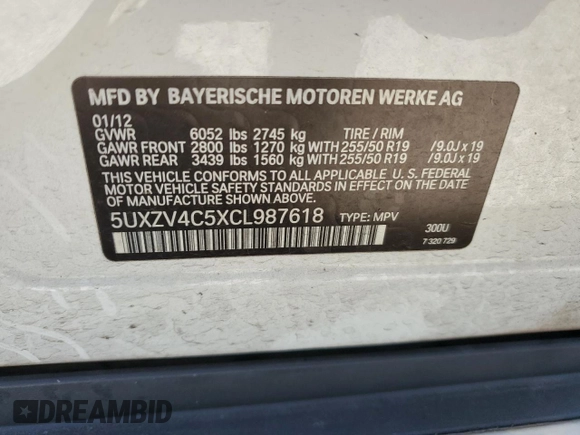 MFD BY BAYERISCHE MOTOREN WERKE AG
01/12
GVWR 6052 lbs 2745 kg TIRE / RIM
GAWR FRONT 2800 lbs 1270 kg WITH 255/50 R19 /9.0J x 19
GAWR REAR 3439 lbs 1560 kg WITH 255/50 R19 /9.0J x 19
THIS VEHICLE CONFORMS TO ALL APPLICABLE U.S. FEDERAL
MOTOR VEHICLE SAFETY STANDARDS IN EFFECT ON THE DATE
OF MANUFACTURE SHOWN ABOVE.
5UXZV4C5XCL987618 TYPE: MPV
300U
7 320 729
DREAMBID